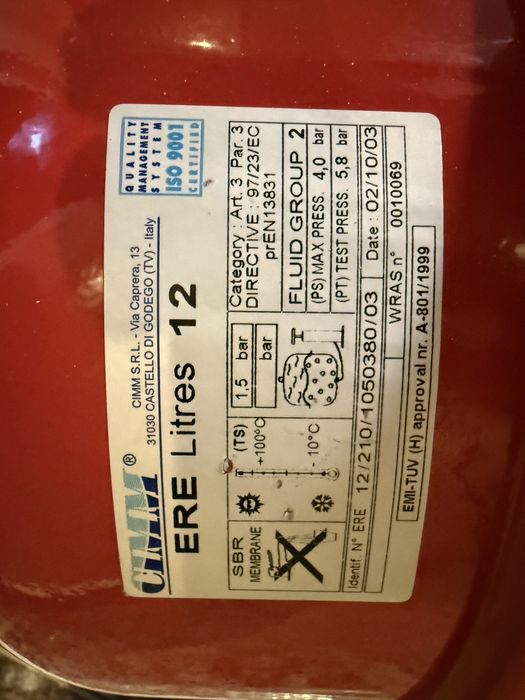 CIMM®
CIMM S.R.L. - Via Caprera, 13
31030 CASTELLO DI GODEGO (TV) - Italy
QUALITY
MANAGEMENT
SYSTEM
ISO 9001
CERTIFIED
ERE Litres 12
SBR
MEMBRANE
(TS)
+100°C
- 10°C
1,5 bar
bar
Category : Art. 3 Par. 3
DIRECTIVE : 97/23/EC
prEN13831
FLUID GROUP 2
(PS) MAX PRESS. 4,0 bar
(PT) TEST PRESS. 5,8 bar
Identif. N° ERE 12/210/1050380/03 Date : 02/10/03
WRAS n° 0010069
EMI-TUV (H) approval nr. A-801/1999